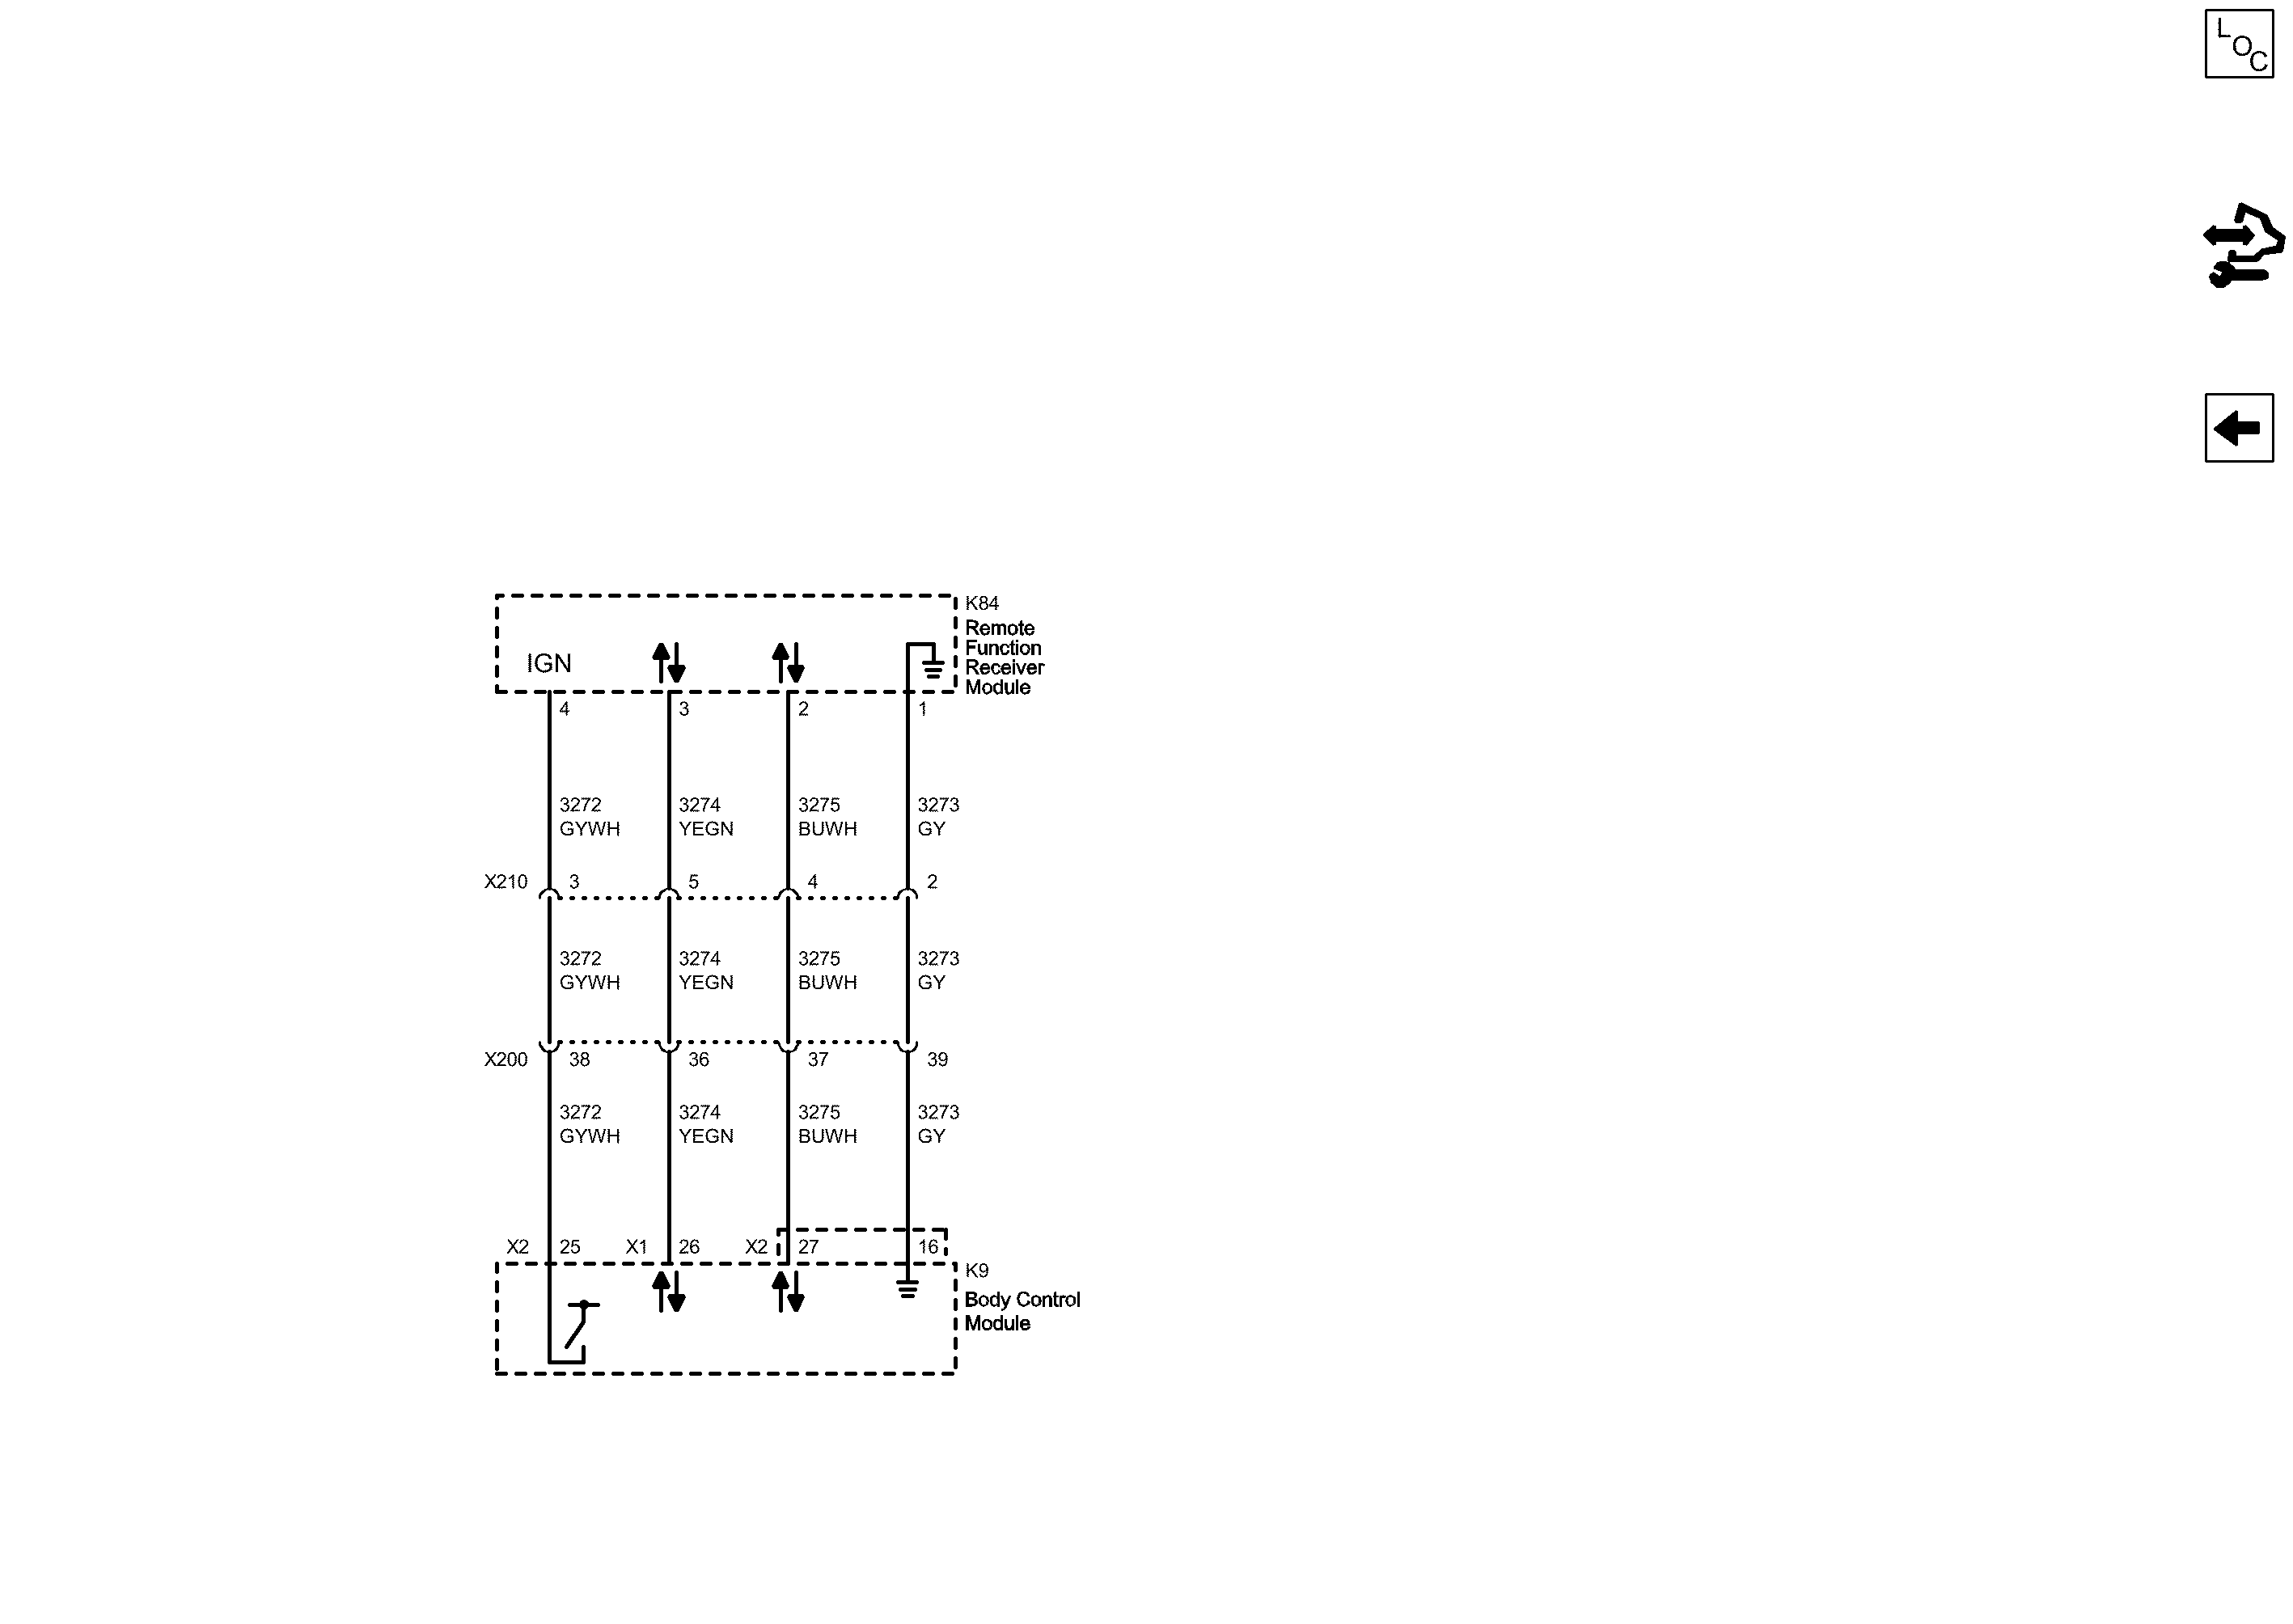 L
O
C
K84
Remote
Function
Receiver
Module
IGN
4 3 2 1
3272 3274 3275 3273
GYWH YEGN BUWH GY
X210 3 5 4 2
3272 3274 3275 3273
GYWH YEGN BUWH GY
X200 38 36 37 39
3272 3274 3275 3273
GYWH YEGN BUWH GY
X2 25 X1 26 X2 27 16
K9
Body Control
Module